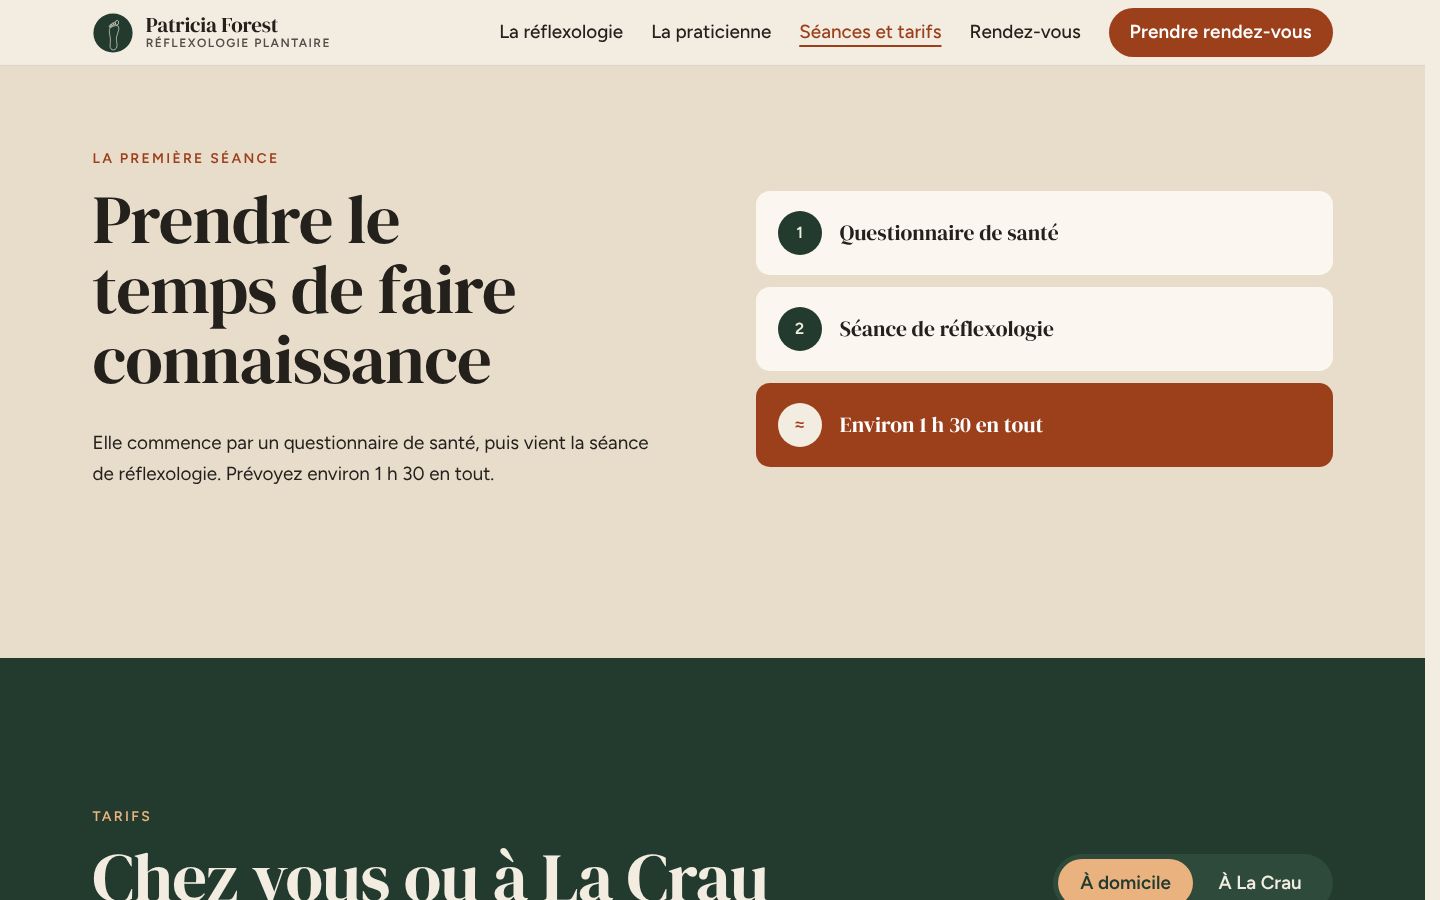 Patricia Forest
RÉFLEXOLOGIE PLANTAIRE
La réflexologie
La praticienne
Séances et tarifs
Rendez-vous
Prendre rendez-vous
LA PREMIÈRE SÉANCE
Prendre le
temps de faire
connaissance
Elle commence par un questionnaire de santé, puis vient la séance
de réflexologie. Prévoyez environ 1 h 30 en tout.
1
Questionnaire de santé
2
Séance de réflexologie
≈
Environ 1 h 30 en tout
TARIFS
Chez vous ou à La Crau
À domicile
À La Crau